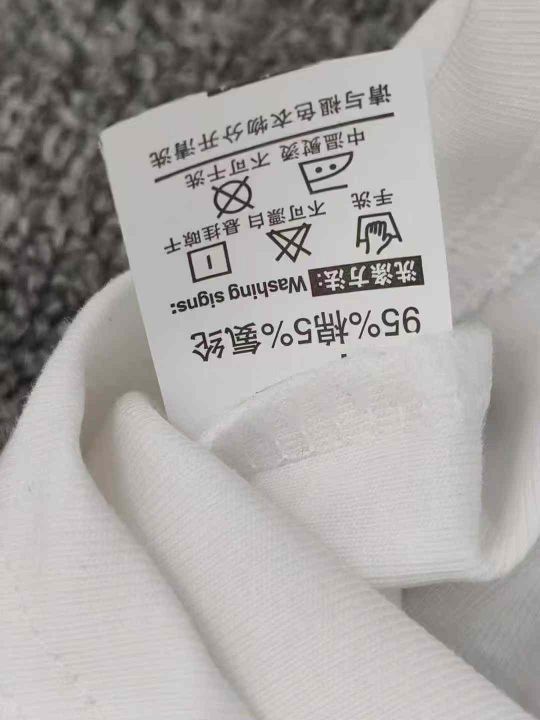 95%棉5%氨纶
洗涤方法: Washing signs:
手洗 不可漂白 悬挂晾干
中温熨烫 不可干洗
请与褪色衣物分开清洗